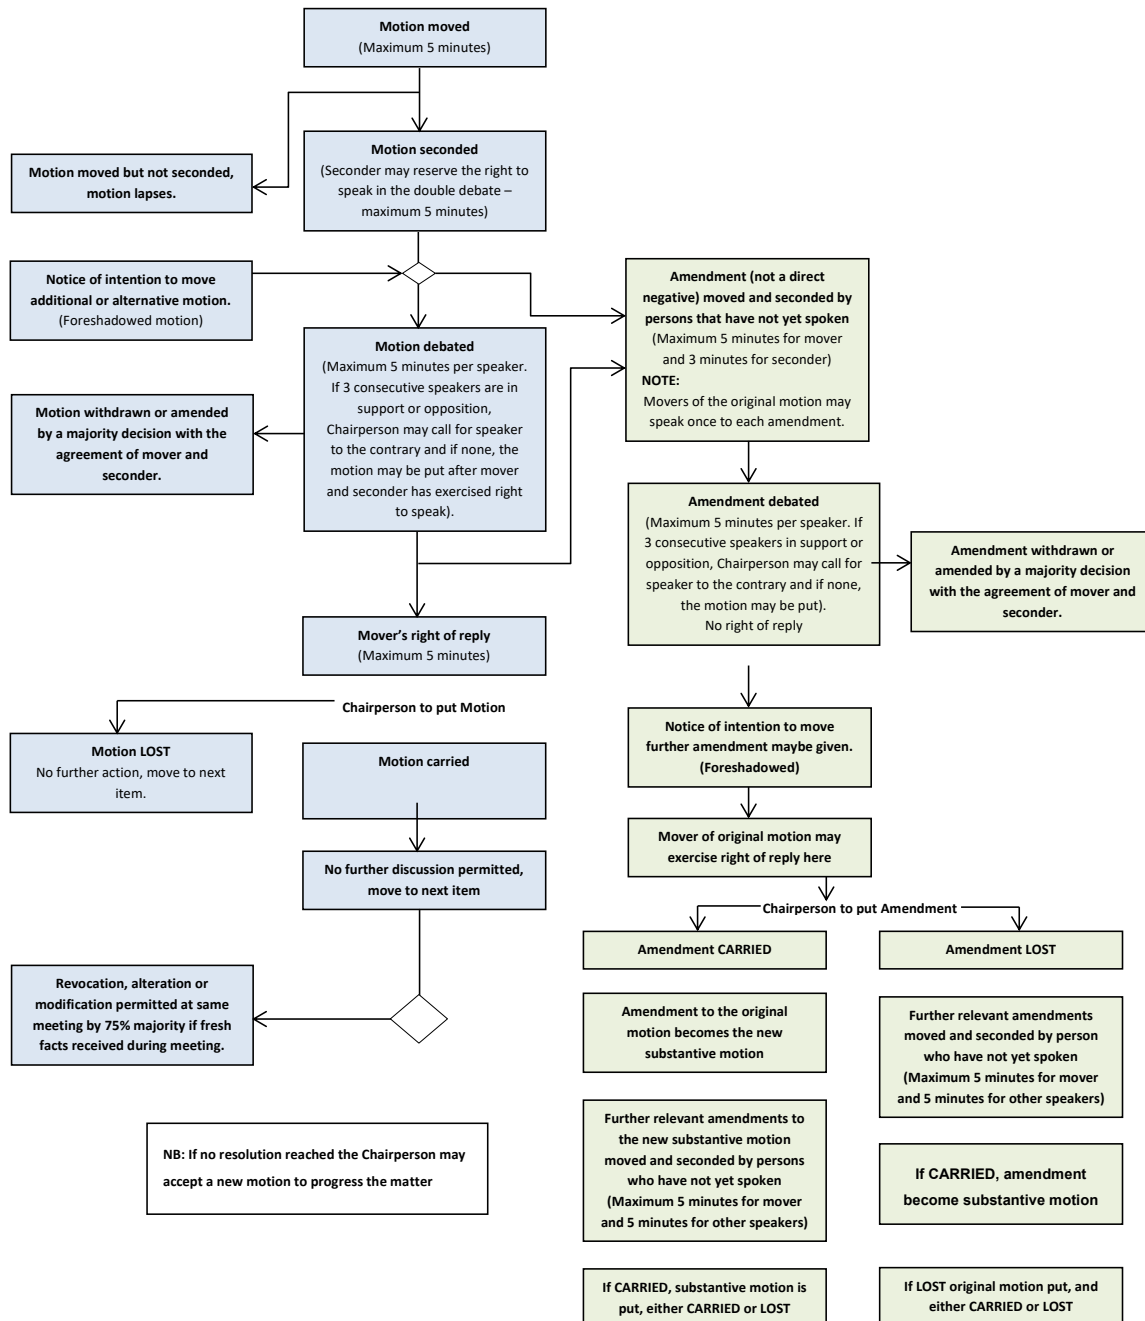 Motion moved
(Maximum 5 minutes)
Motion seconded
(Seconder may reserve the right to
speak in the double debate –
maximum 5 minutes)
Motion moved but not seconded,
motion lapses.
Notice of intention to move
additional or alternative motion.
(Foreshadowed motion)
Motion debated
(Maximum 5 minutes per speaker.
If 3 consecutive speakers are in
support or opposition,
Chairperson may call for speaker
to the contrary and if none, the
motion may be put after mover
and seconder has exercised right
to speak).
Motion withdrawn or amended
by a majority decision with the
agreement of mover and
seconder.
Mover's right of reply
(Maximum 5 minutes)
Chairperson to put Motion
Motion LOST
No further action, move to next
item.
Motion carried
No further discussion permitted,
move to next item
Revocation, alteration or
modification permitted at same
meeting by 75% majority if fresh
facts received during meeting.
NB: If no resolution reached the Chairperson may
accept a new motion to progress the matter
Amendment (not a direct
negative) moved and seconded by
persons that have not yet spoken
(Maximum 5 minutes for mover
and 3 minutes for seconder)
NOTE:
Movers of the original motion may
speak once to each amendment.
Amendment debated
(Maximum 5 minutes per speaker. If
3 consecutive speakers in support or
opposition, Chairperson may call for
speaker to the contrary and if none,
the motion may be put).
No right of reply
Amendment withdrawn or
amended by a majority decision
with the agreement of mover and
seconder.
Notice of intention to move
further amendment maybe given.
(Foreshadowed)
Mover of original motion may
exercise right of reply here
Chairperson to put Amendment
Amendment CARRIED
Amendment to the original
motion becomes the new
substantive motion
Further relevant amendments to
the new substantive motion
moved and seconded by persons
who have not yet spoken
(Maximum 5 minutes for mover
and 5 minutes for other speakers)
If CARRIED, substantive motion is
put, either CARRIED or LOST
Amendment LOST
Further relevant amendments
moved and seconded by person
who have not yet spoken
(Maximum 5 minutes for mover
and 5 minutes for other speakers)
If CARRIED, amendment
become substantive motion
If LOST original motion put, and
either CARRIED or LOST